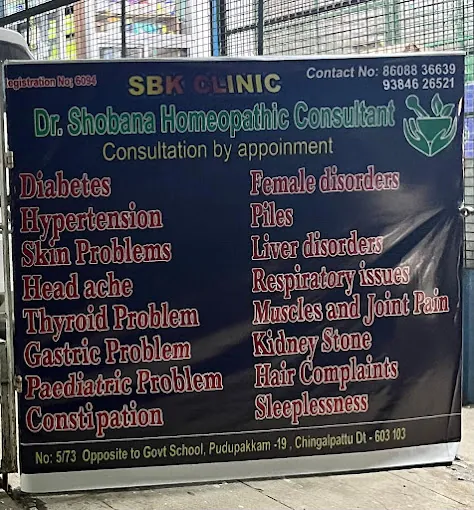 Registration No; 6094
SBK CLINIC
Contact No: 86088 36639
93846 26521
Dr. Shobana Homeopathic Consultant
Consultation by appoinment
Diabetes
Hypertension
Skin Problems
Head ache
Thyroid Problem
Gastric Problem
Paediatric Problem
Constipation
Female disorders
Piles
Liver disorders
Respiratory issues
Muscles and Joint Pain
Kidney Stone
Hair Complaints
Sleeplessness
No: 5/73 Opposite to Govt School, Pudupakkam -19 , Chingalpattu Dt - 603 103